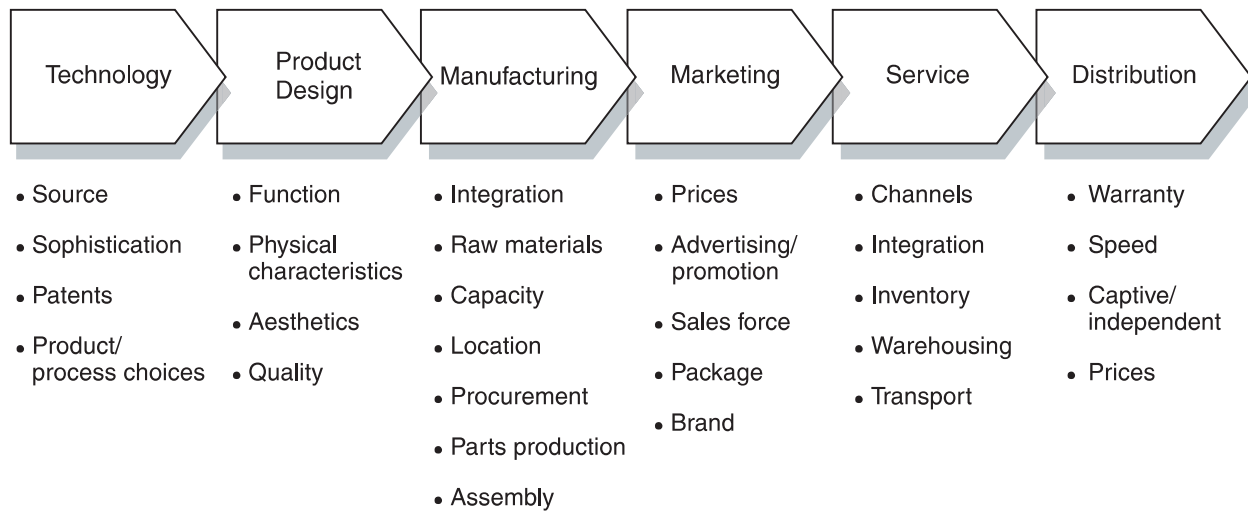 Technology
Product
Design
Manufacturing
Marketing
Service
Distribution
• Source
• Sophistication
• Patents
• Product/
process choices
• Function
• Physical
characteristics
• Aesthetics
• Quality
• Integration
• Raw materials
• Capacity
• Location
• Procurement
• Parts production
• Assembly
• Prices
• Advertising/
promotion
• Sales force
• Package
• Brand
• Channels
• Integration
• Inventory
• Warehousing
• Transport
• Warranty
• Speed
• Captive/
independent
• Prices